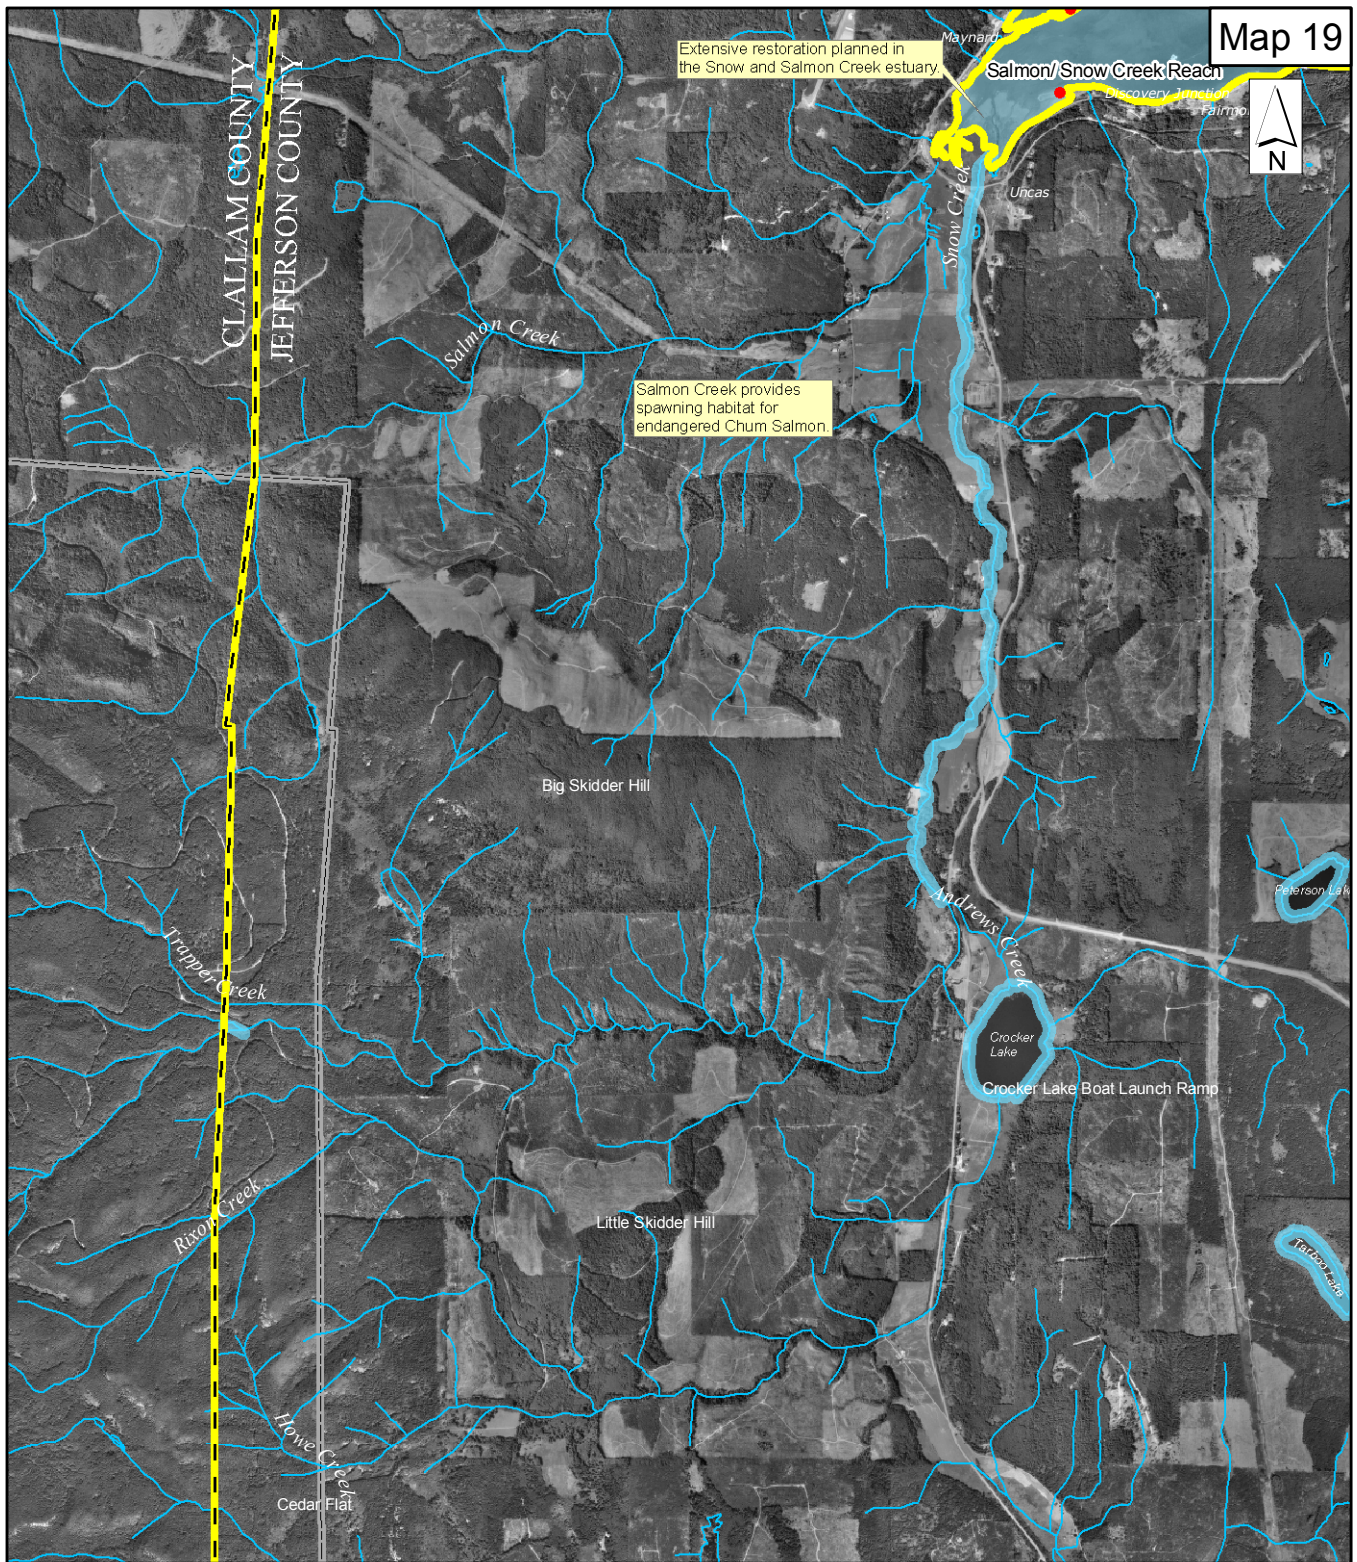 Map 19
Maynard
Extensive restoration planned in
the Snow and Salmon Creek estuary.
Salmon/ Snow Creek Reach
Discovery Junction
N
Uncas
Snow Creek
CLALLAM COUNTY
JEFFERSON COUNTY
Salmon Creek
Salmon Creek provides
spawning habitat for
endangered Chum Salmon.
Big Skidder Hill
Andrews Creek
Peterson Lak
Trapper Creek
Crocker
Lake
Crocker Lake Boat Launch Ramp
Rixon Creek
Little Skidder Hill
Tarboo Lake
Howe Creek
Cedar Flat